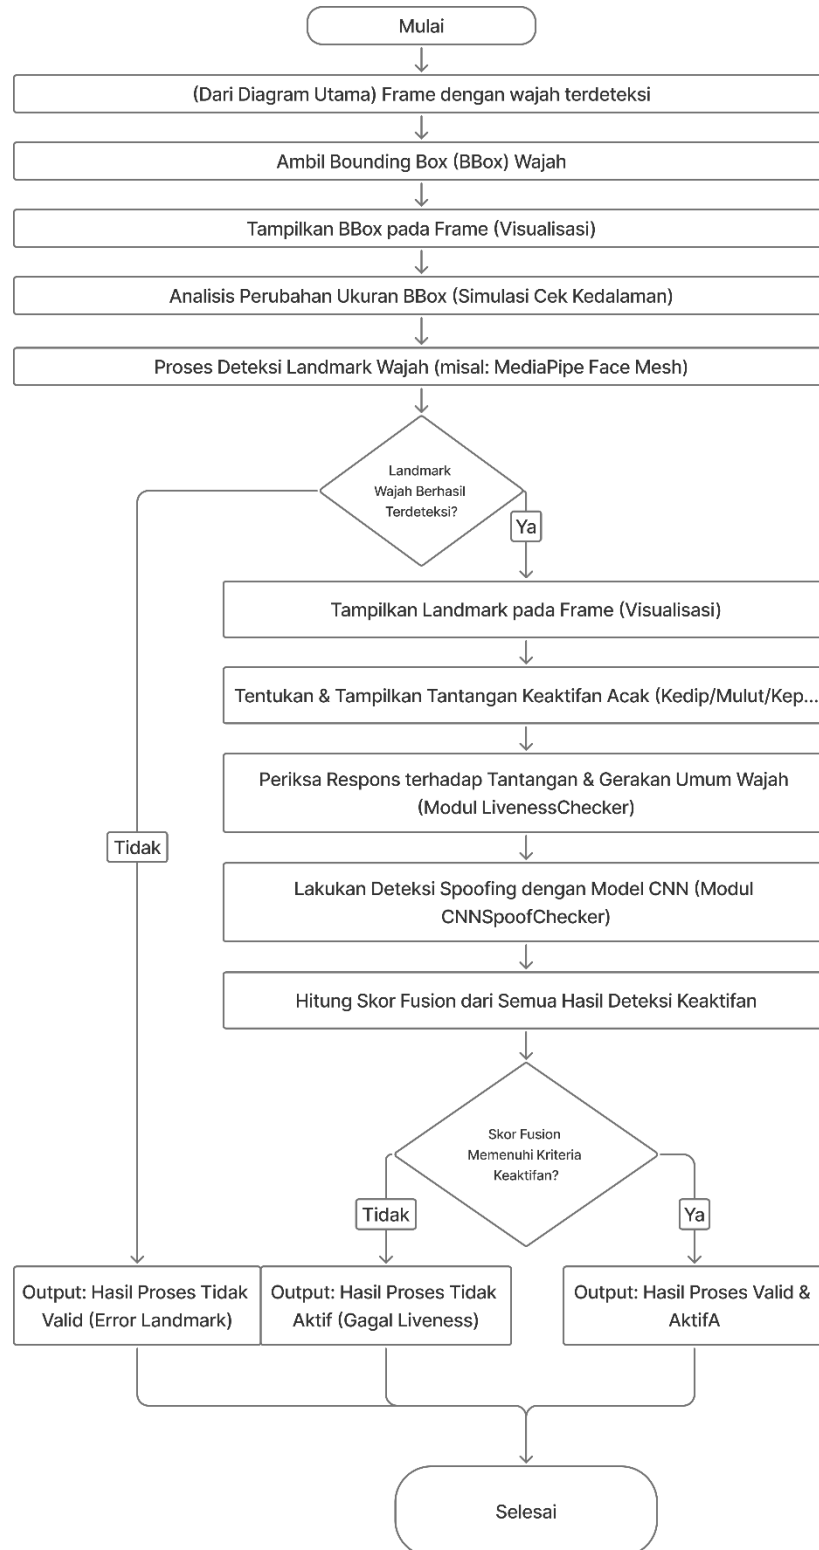 Mulai
(Dari Diagram Utama) Frame dengan wajah terdeteksi
Ambil Bounding Box (BBox) Wajah
Tampilkan BBox pada Frame (Visualisasi)
Analisis Perubahan Ukuran BBox (Simulasi Cek Kedalaman)
Proses Deteksi Landmark Wajah (misal: MediaPipe Face Mesh)
Landmark
Wajah Berhasil
Terdeteksi?
Ya
Tampilkan Landmark pada Frame (Visualisasi)
Tentukan & Tampilkan Tantangan Keaktifan Acak (Kedip/Mulut/Kep...
Periksa Respons terhadap Tantangan & Gerakan Umum Wajah
(Modul LivenessChecker)
Tidak
Lakukan Deteksi Spoofing dengan Model CNN (Modul
CNNSpoofChecker)
Hitung Skor Fusion dari Semua Hasil Deteksi Keaktifan
Skor Fusion
Memenuhi Kriteria
Keaktifan?
Tidak
Ya
Output: Hasil Proses Tidak
Valid (Error Landmark)
Output: Hasil Proses Tidak
Aktif (Gagal Liveness)
Output: Hasil Proses Valid &
AktifA
Selesai